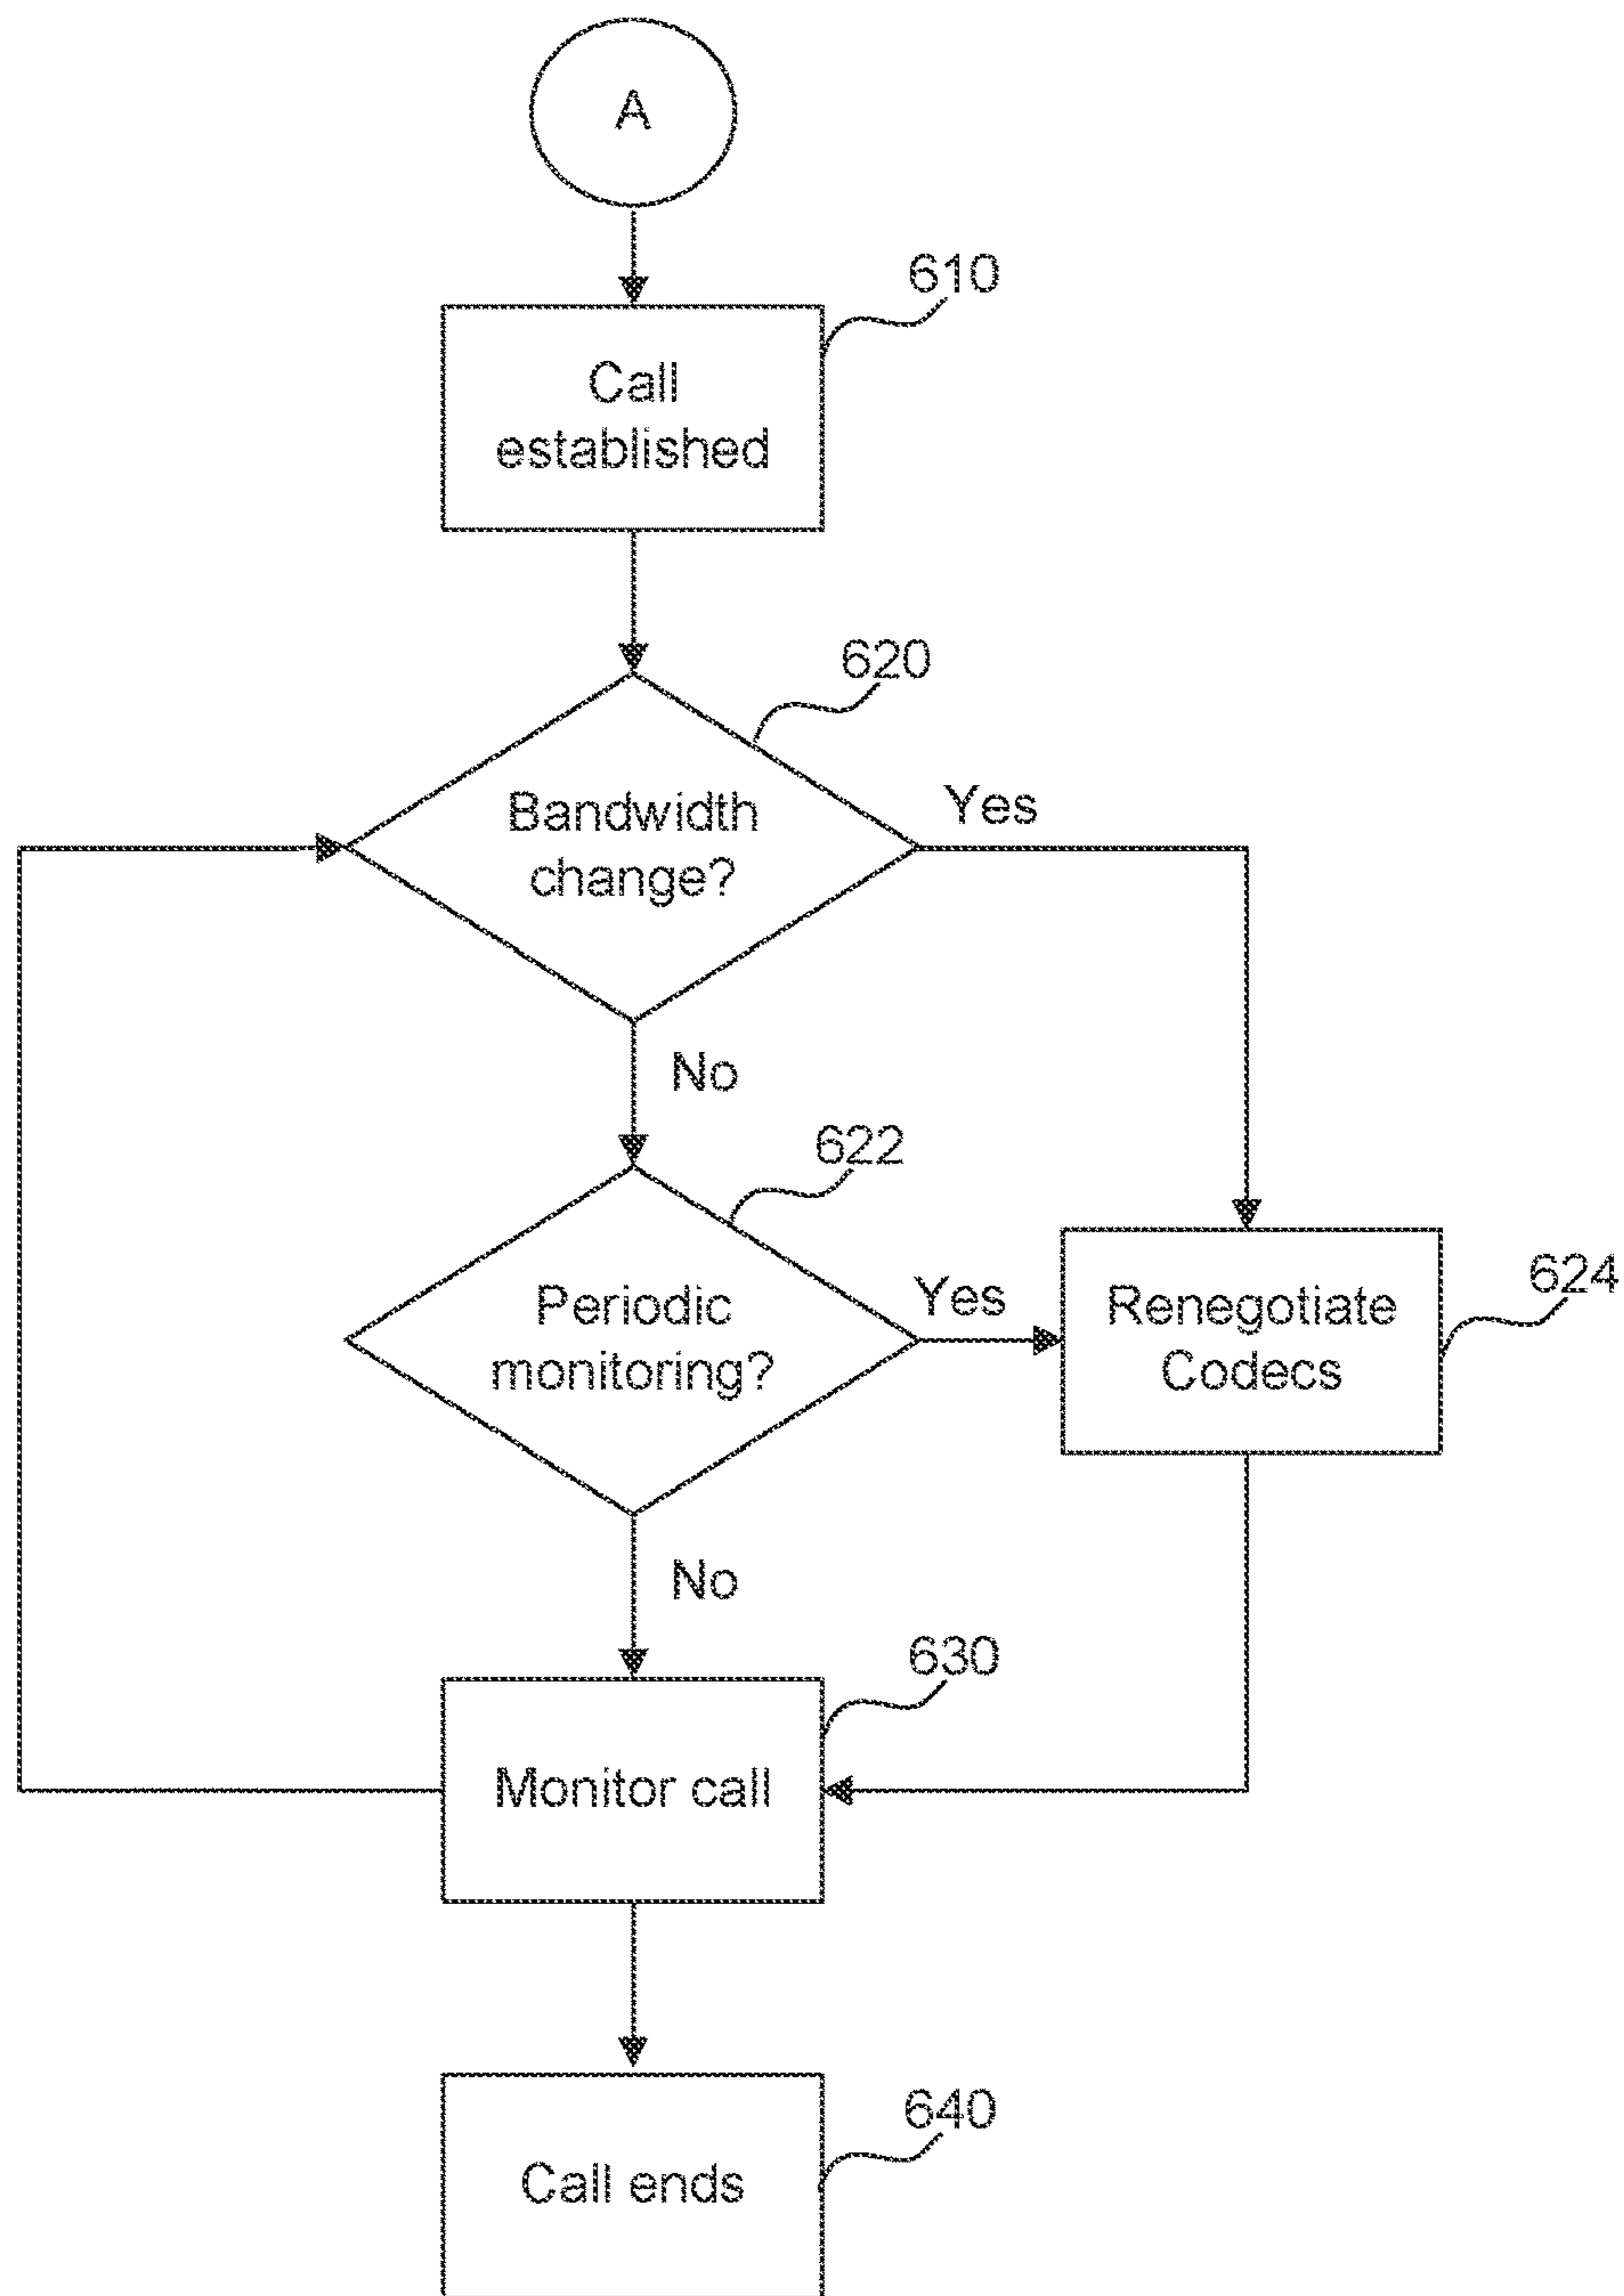 A
610
Call
established
620
Bandwidth
change?
Yes
No
622
Periodic
monitoring?
Yes
Renegotiate
Codecs
624
No
630
Monitor call
640
Call ends